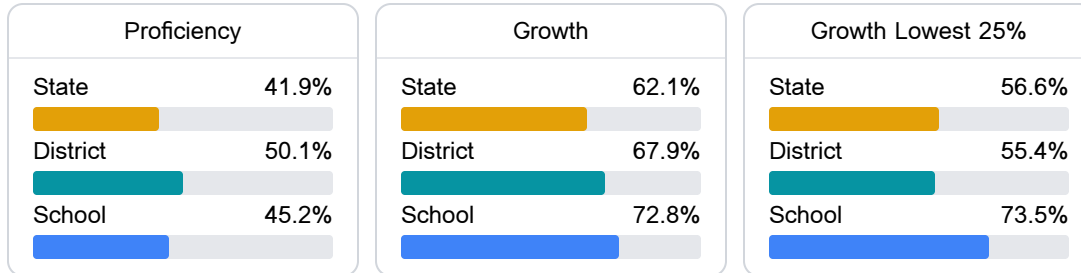 Proficiency
State 41.9%
District 50.1%
School 45.2%
Growth
State 62.1%
District 67.9%
School 72.8%
Growth Lowest 25%
State 56.6%
District 55.4%
School 73.5%